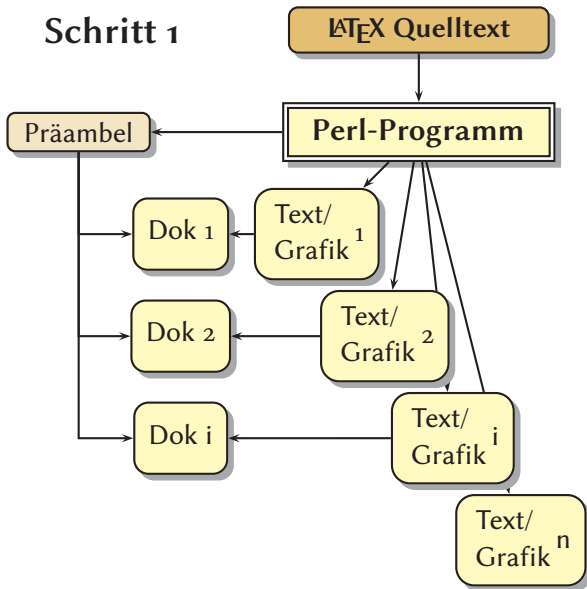 Schritt 1
LATEX Quelltext
Perl-Programm
Präambel
Dok 1
Text/
Grafik 1
Dok 2
Text/
Grafik 2
Dok i
Text/
Grafik i
Text/
Grafik n